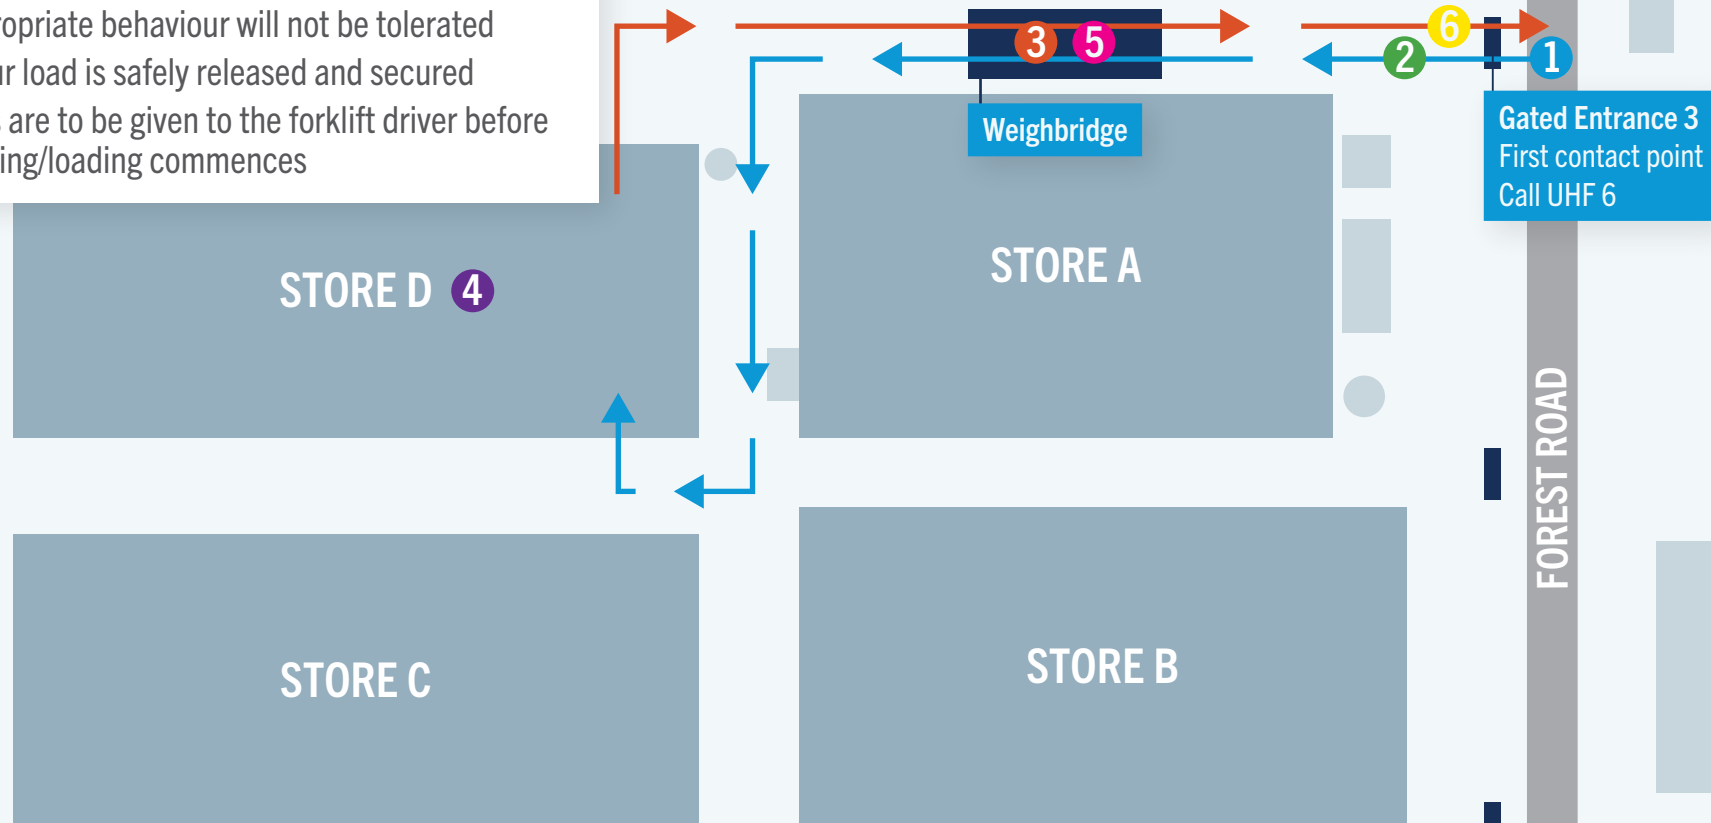 ropriate behaviour will not be tolerated
ur load is safely released and secured
s are to be given to the forklift driver before
ing/loading commences
3 5
6
2
1
Weighbridge
Gated Entrance 3
First contact point
Call UHF 6
STORE D 4
STORE A
FOREST ROAD
STORE C
STORE B